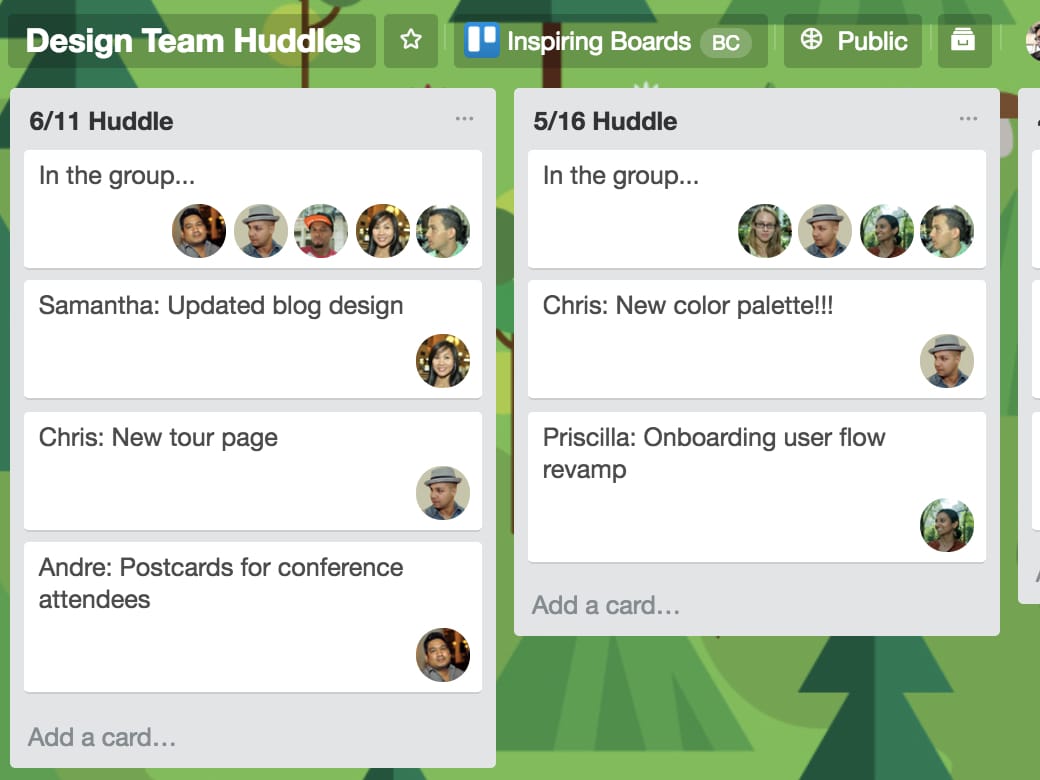 Design Team Huddles
Inspiring Boards BC
Public
6/11 Huddle
In the group...
Samantha: Updated blog design
Chris: New tour page
Andre: Postcards for conference
attendees
Add a card…
5/16 Huddle
In the group...
Chris: New color palette!!!
Priscilla: Onboarding user flow
revamp
Add a card…